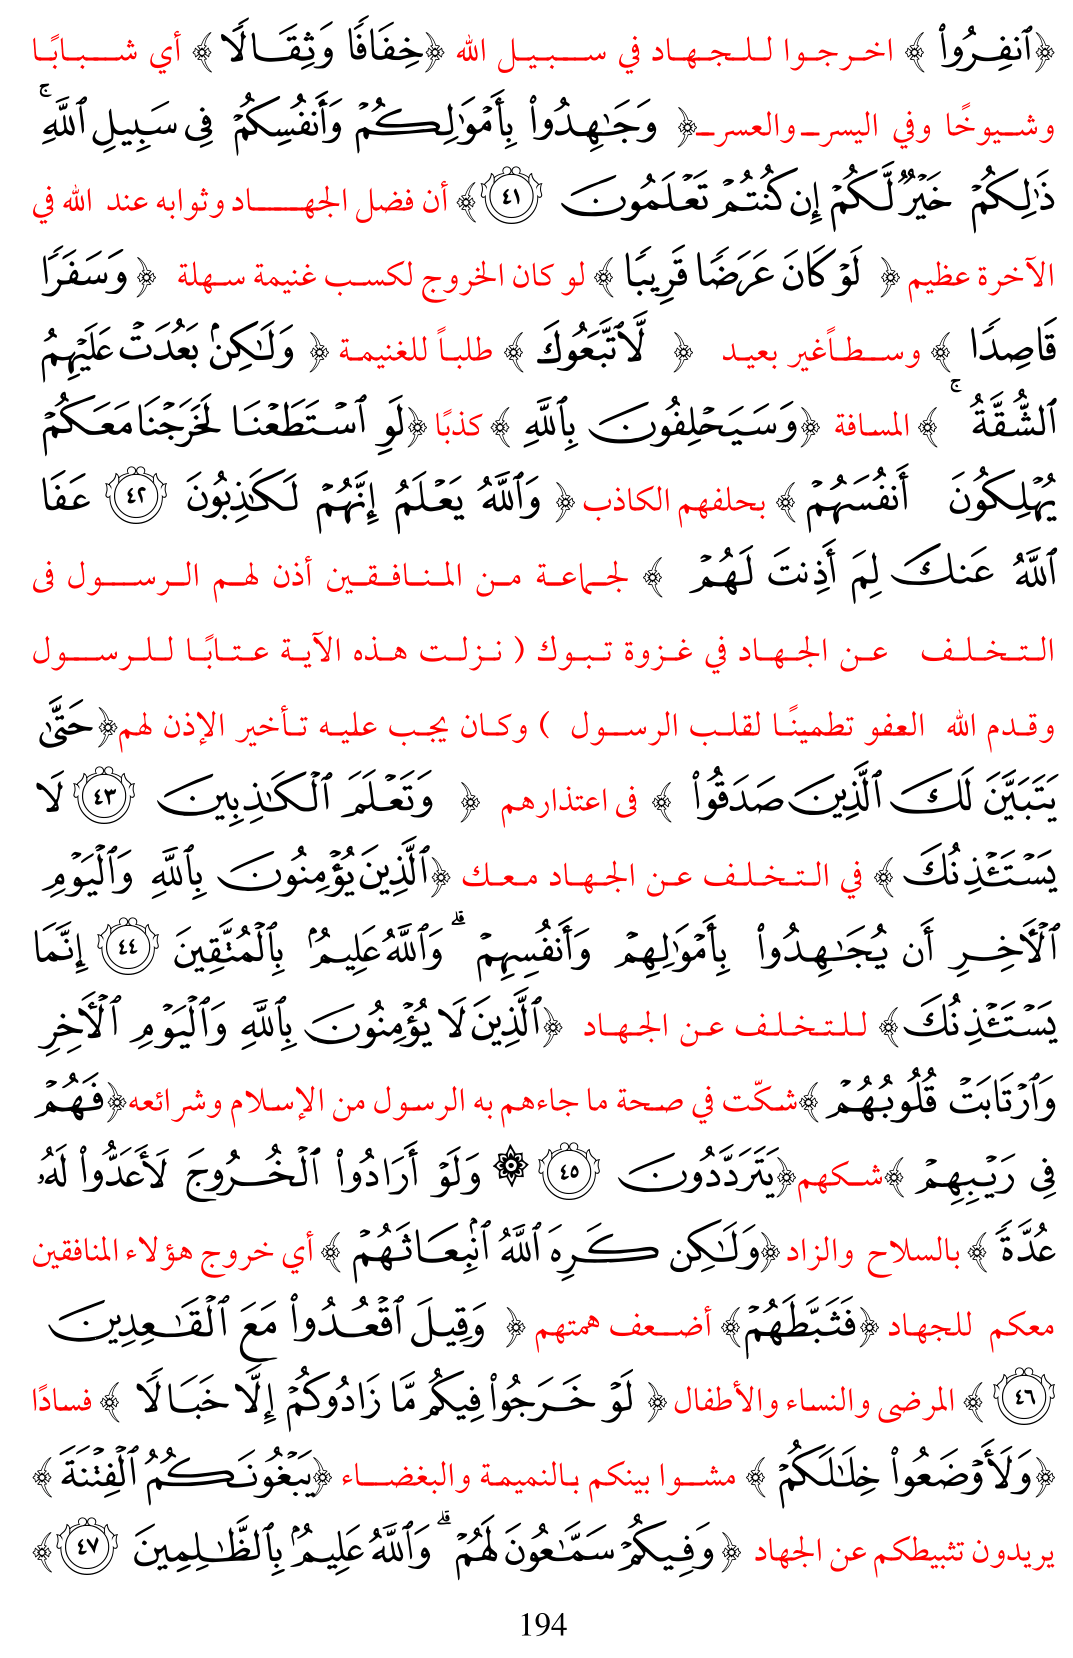 ﴿ٱنفِرُواْ ﴾ اخرجوا للجهاد في سبيل الله ﴿خِفَافٗا وَثِقَالٗا ﴾ أي شبابًا
وشيوخًا وفي اليسر والعسر ﴿ وَجَٰهِدُواْ بِأَمۡوَٰلِكُمۡ وَأَنفُسِكُمۡ فِي سَبِيلِ ٱللَّهِۚ
ذَٰلِكُمۡ خَيۡرٞ لَّكُمۡ إِن كُنتُمۡ تَعۡلَمُونَ ٤١﴾ أن فضل الجهاد وثوابه عند الله في
الآخرة عظيم ﴿ لَوۡ كَانَ عَرَضٗا قَرِيبٗا ﴾ لو كان الخروج لكسب غنيمة سهلة ﴿ وَسَفَرٗا
قَاصِدٗا ﴾ وسطاً غير بعيد ﴿ لَّٱتَّبَعُوكَ ﴾ طلباً للغنيمة ﴿ وَلَٰكِنۢ بَعُدَتۡ عَلَيۡهِمُ
ٱلشُّقَّةُۚ ﴾ المسافة ﴿وَسَيَحۡلِفُونَ بِٱللَّهِ ﴾ كذبًا ﴿لَوِ ٱسۡتَطَعۡنَا لَخَرَجۡنَا مَعَكُمۡ
يُهۡلِكُونَ أَنفُسَهُمۡ ﴾ بحلفهم الكاذب ﴿ وَٱللَّهُ يَعۡلَمُ إِنَّهُمۡ لَكَٰذِبُونَ ٤٢ عَفَا
ٱللَّهُ عَنكَ لِمَ أَذِنتَ لَهُمۡ ﴾ لجماعة من المنافقين أذن لهم الرسول فى
التخلف عن الجهاد في غزوة تبوك ( نزلت هذه الآية عتابًا للرسول
وقدم الله العفو تطمينًا لقلب الرسول ) وكان يجب عليه تأخير الإذن لهم﴿حَتَّىٰ
يَتَبَيَّنَ لَكَ ٱلَّذِينَ صَدَقُواْ ﴾ فى اعتذارهم ﴿ وَتَعۡلَمَ ٱلۡكَٰذِبِينَ ٤٣ لَا
يَسۡتَـٔۡذِنُكَ ﴾ في التخلف عن الجهاد معك ﴿ٱلَّذِينَ يُؤۡمِنُونَ بِٱللَّهِ وَٱلۡيَوۡمِ
ٱلۡأٓخِرِ أَن يُجَٰهِدُواْ بِأَمۡوَٰلِهِمۡ وَأَنفُسِهِمۡۗ وَٱللَّهُ عَلِيمُۢ بِٱلۡمُتَّقِينَ ٤٤ إِنَّمَا
يَسۡتَـٔۡذِنُكَ﴾ للتخلف عن الجهاد ﴿ٱلَّذِينَ لَا يُؤۡمِنُونَ بِٱللَّهِ وَٱلۡيَوۡمِ ٱلۡأٓخِرِ
وَٱرۡتَابَتۡ قُلُوبُهُمۡ ﴾شكّت في صحة ما جاءهم به الرسول من الإسلام وشرائعه﴿فَهُمۡ
فِي رَيۡبِهِمۡ ﴾شكهم﴿يَتَرَدَّدُونَ ٤٥ ۞ وَلَوۡ أَرَادُواْ ٱلۡخُرُوجَ لَأَعَدُّواْ لَهُۥ
عُدَّةٗ ﴾ بالسلاح والزاد ﴿وَلَٰكِن كَرِهَ ٱللَّهُ ٱنۢبِعَاثَهُمۡ ﴾ أي خروج هؤلاء المنافقين
معكم للجهاد ﴿فَثَبَّطَهُمۡ﴾ أضعف همتهم ﴿ وَقِيلَ ٱقۡعُدُواْ مَعَ ٱلۡقَٰعِدِينَ
٤٦ ﴾ المرضى والنساء والأطفال ﴿ لَوۡ خَرَجُواْ فِيكُم مَّا زَادُوكُمۡ إِلَّا خَبَالٗا ﴾ فسادًا
﴿وَلَأَوۡضَعُواْ خِلَٰلَكُمۡ ﴾ مشوا بينكم بالنميمة والبغضاء ﴿يَبۡغُونَكُمُ ٱلۡفِتۡنَةَ ﴾
يريدون تثبيطكم عن الجهاد ﴿ وَفِيكُمۡ سَمَّٰعُونَ لَهُمۡۗ وَٱللَّهُ عَلِيمُۢ بِٱلظَّٰلِمِينَ ٤٧﴾
194